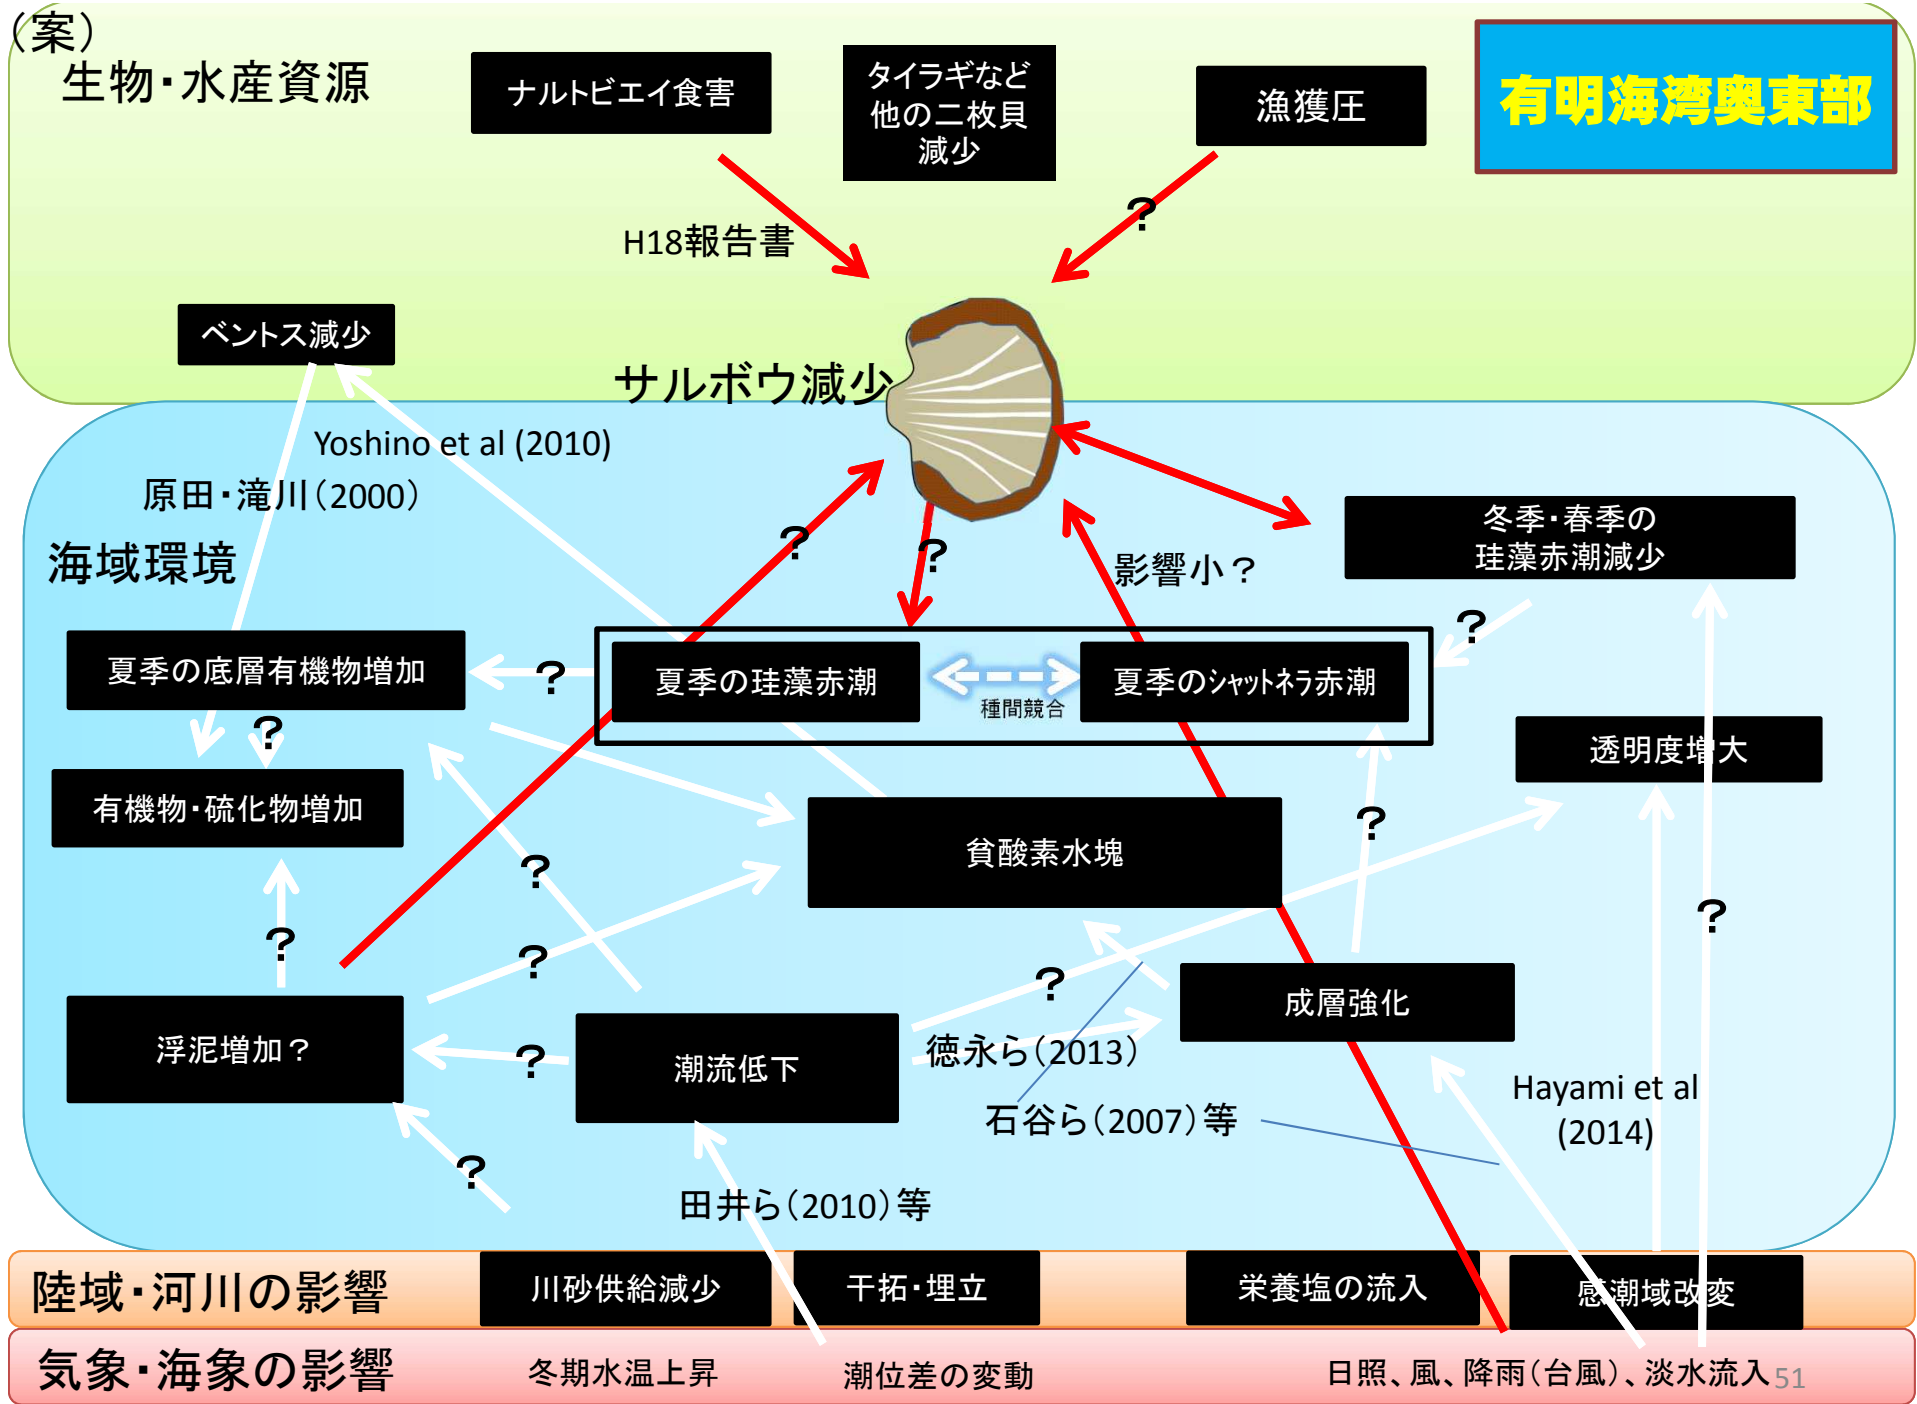 （案）
生物・水産資源
ナルトビエイ食害
タイラギなど
他の二枚貝
減少
漁獲圧
有明海湾奥東部
?
H18報告書
ベントス減少
サルボウ減少
Yoshino et al (2010)
原田・滝川（2000）
海域環境
?
?
影響小？
冬季・春季の
珪藻赤潮減少
?
夏季の底層有機物増加
?
夏季の珪藻赤潮
種間競合
夏季のシャットネラ赤潮
?
透明度増大
有機物・硫化物増加
?
貧酸素水塊
?
?
?
?
?
成層強化
浮泥増加？
?
潮流低下
徳永ら（2013）
石谷ら（2007）等
Hayami et al
(2014)
?
田井ら（2010）等
陸域・河川の影響
川砂供給減少
干拓・埋立
栄養塩の流入
感潮域改変
気象・海象の影響
冬期水温上昇
潮位差の変動
日照、風、降雨（台風）、淡水流入
51